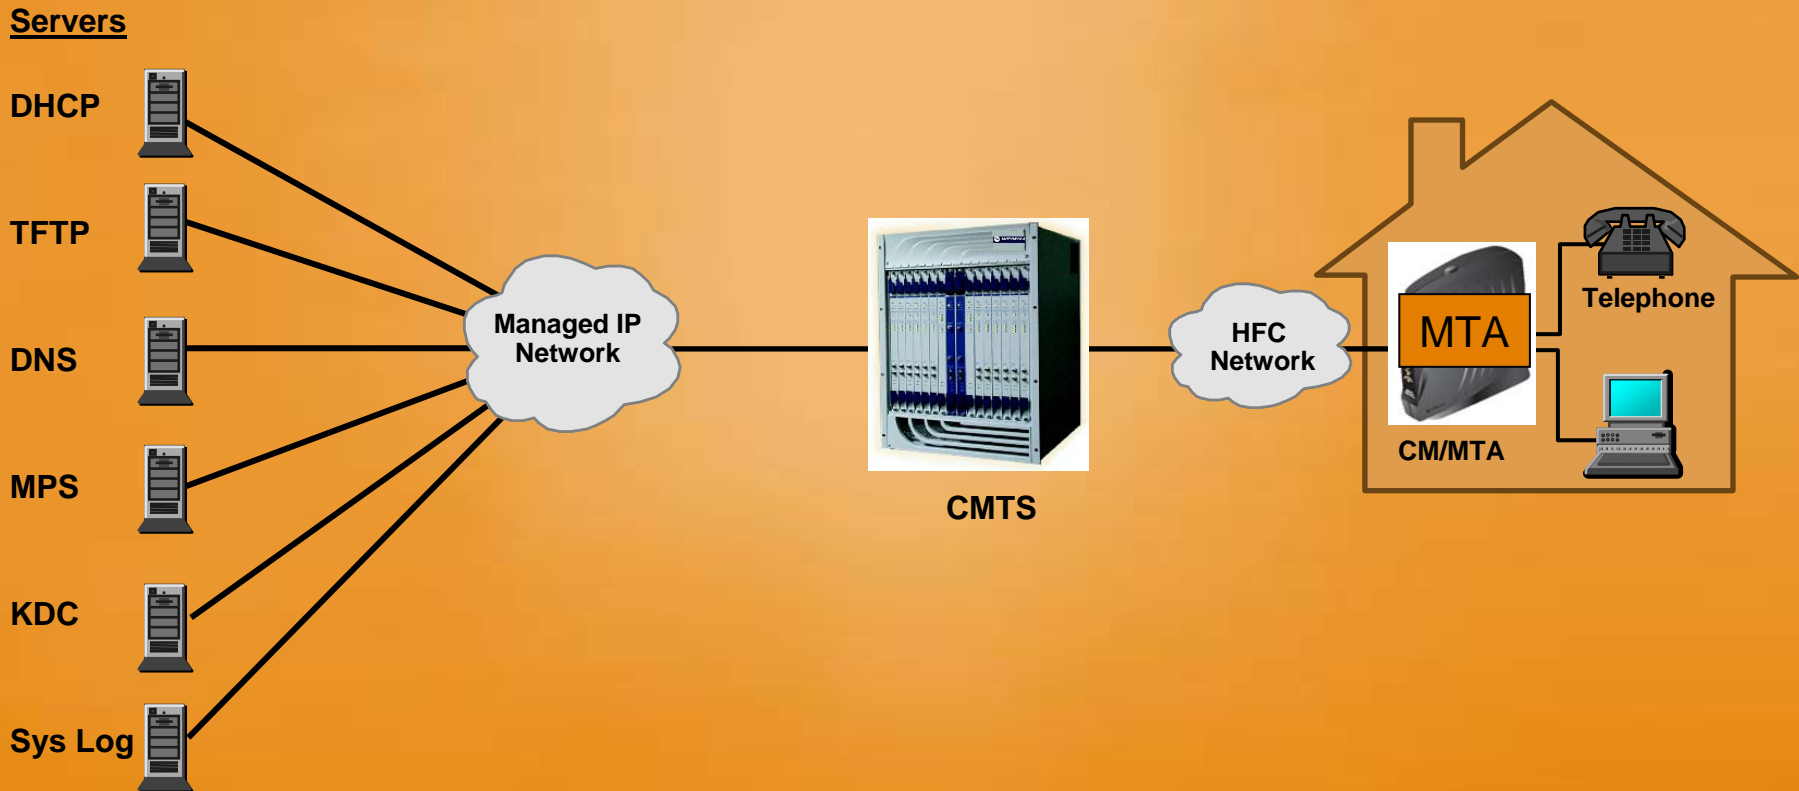 Servers
DHCP
TFTP
DNS
MPS
KDC
Sys Log
Managed IP
Network
CMTS
HFC
Network
MTA
CM/MTA
Telephone